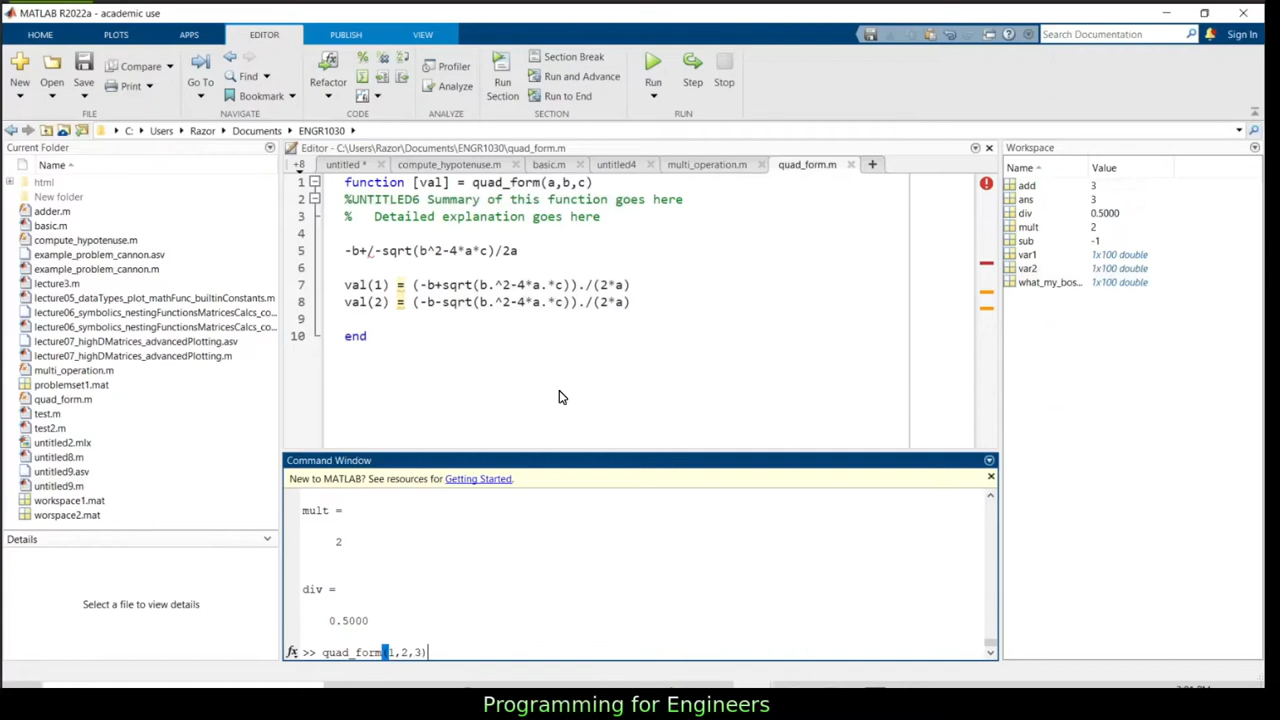 MATLAB R2022a - academic use
HOME PLOTS APPS EDITOR PUBLISH VIEW Search Documentation Sign In
New Open Save Compare Print Go To Find Bookmark Refactor Profiler Analyze Run Section Section Break Run and Advance Run to End Run Step Stop
FILE NAVIGATE CODE ANALYZE SECTION RUN
C: Users Razor Documents ENGR1030
Current Folder
Name
html
New folder
adder.m
basic.m
compute_hypotenuse.m
example_problem_cannon.asv
example_problem_cannon.m
lecture3.m
lecture05_dataTypes_plot_mathFunc_builtinConstants.m
lecture06_symbolics_nestingFunctionsMatricesCalcs_co...
lecture06_symbolics_nestingFunctionsMatricesCalcs_co...
lecture07_highDMatrices_advancedPlotting.asv
lecture07_highDMatrices_advancedPlotting.m
multi_operation.m
problemset1.mat
quad_form.m
test.m
test2.m
untitled2.mlx
untitled8.m
untitled9.asv
untitled9.m
workspace1.mat
worspace2.mat
Details
Select a file to view details
Editor - C:\Users\Razor\Documents\ENGR1030\quad_form.m
+8 untitled * compute_hypotenuse.m basic.m untitled4 multi_operation.m quad_form.m
1 function [val] = quad_form(a,b,c)
2 %UNTITLED6 Summary of this function goes here
3 % Detailed explanation goes here
4
5 -b+/-sqrt(b^2-4*a*c)/2a
6
7 val(1) = (-b+sqrt(b.^2-4*a.*c))./(2*a)
8 val(2) = (-b-sqrt(b.^2-4*a.*c))./(2*a)
9
10 end
Command Window
New to MATLAB? See resources for Getting Started.
mult =
2
div =
0.5000
fx >> quad_form(1,2,3)
Workspace
Name Value
add 3
ans 3
div 0.5000
mult 2
sub -1
var1 1x100 double
var2 1x100 double
what_my_bos... 1x100 double
Programming for Engineers